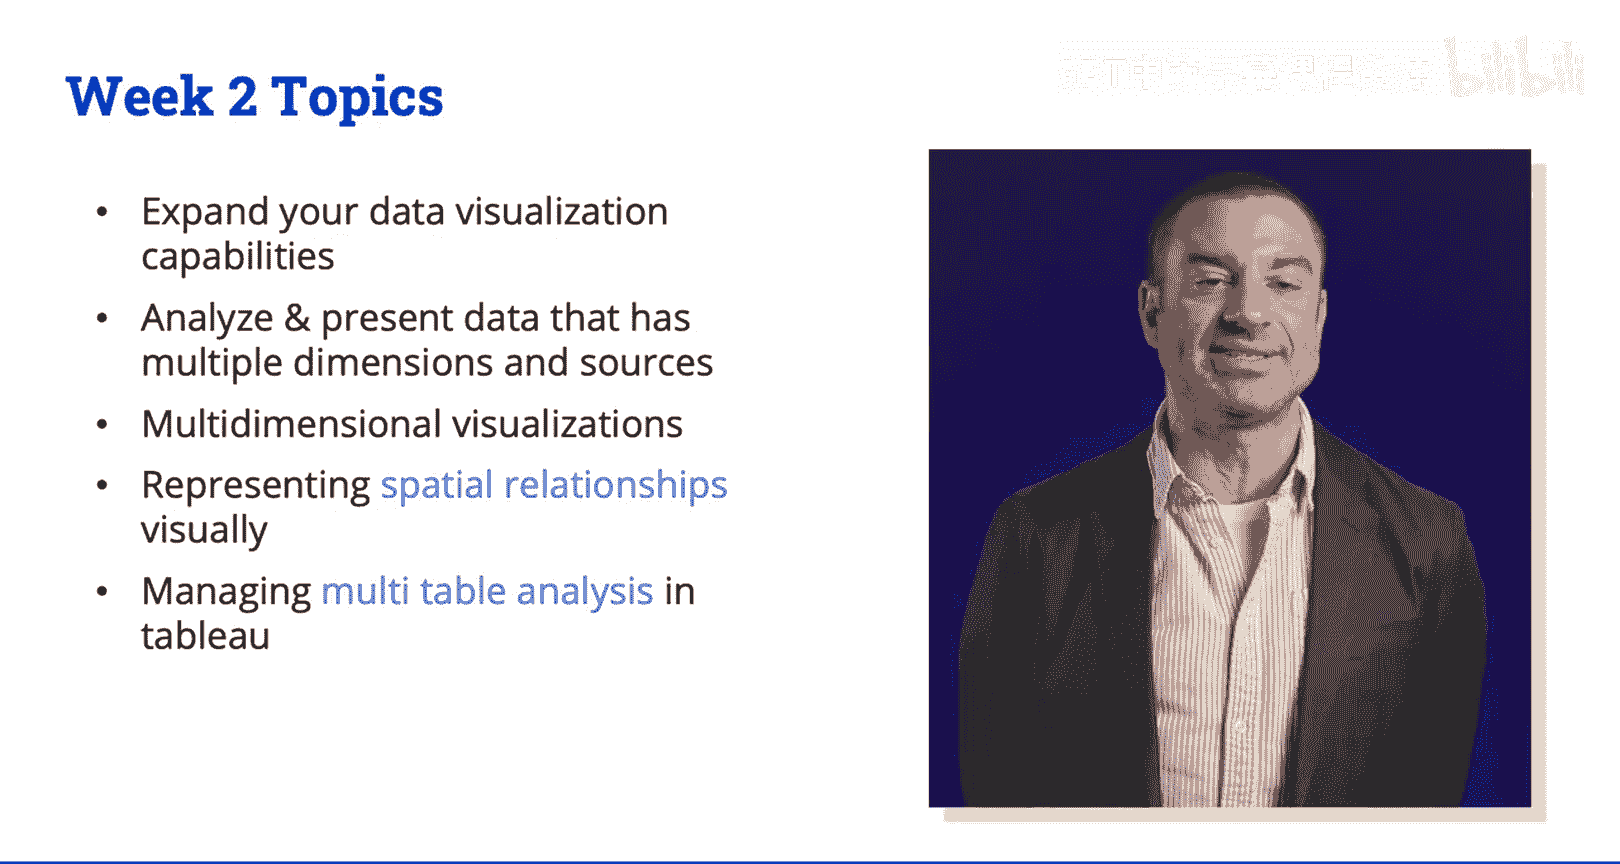 Week 2 Topics
bilibili
• Expand your data visualization
capabilities
• Analyze & present data that has
multiple dimensions and sources
• Multidimensional visualizations
• Representing spatial relationships
visually
• Managing multi table analysis in
tableau